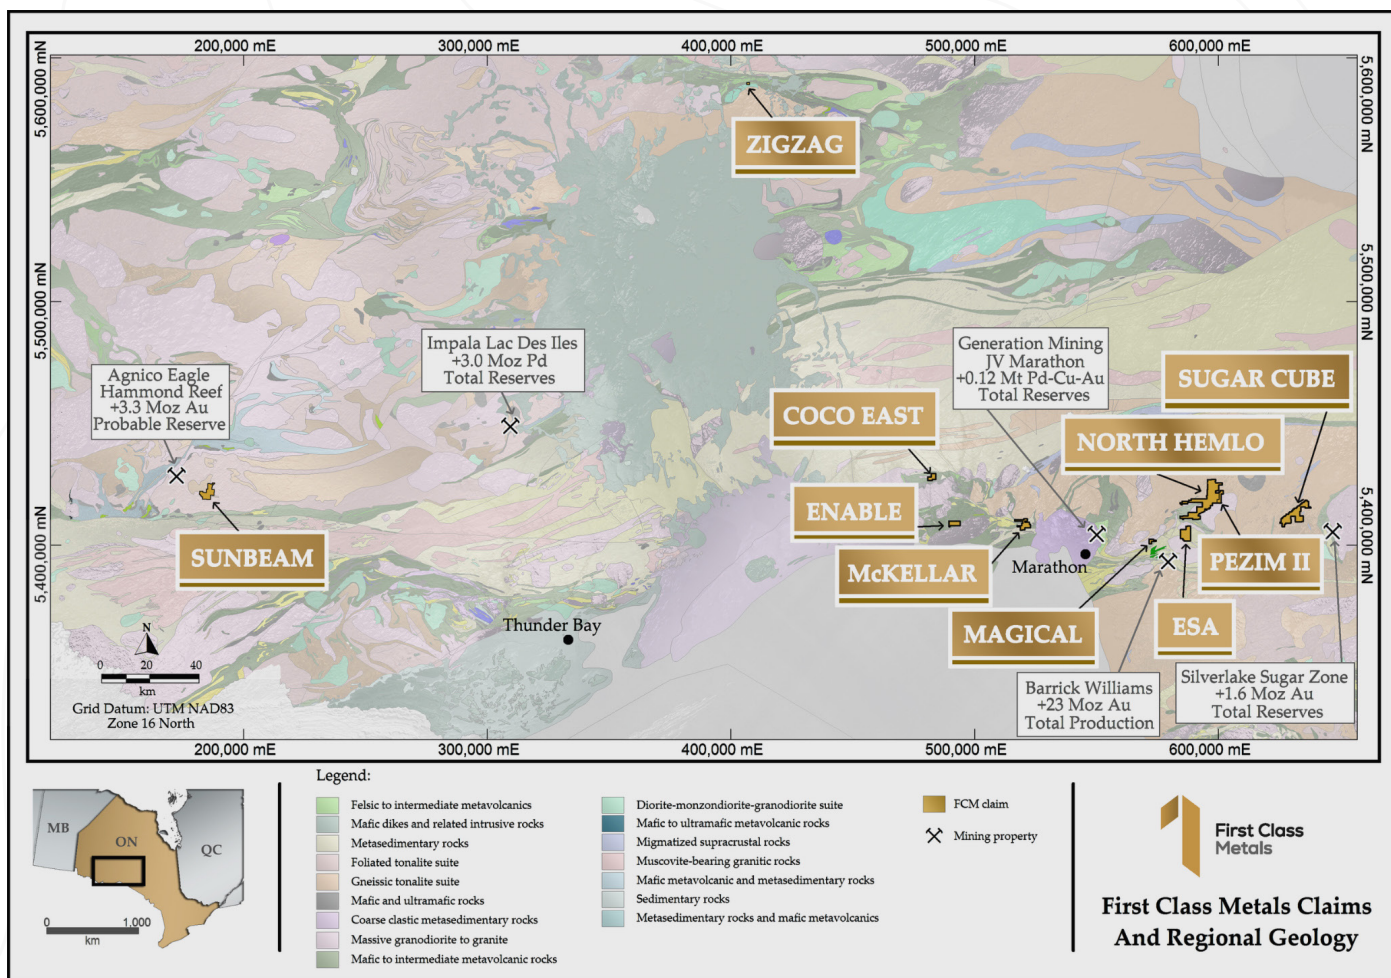 200,000 mE
300,000 mE
400,000 mE
500,000 mE
600,000 mE
5,600,000 mN
5,500,000 mN
5,400,000 mN
5,600,000 mN
5,500,000 mN
5,400,000 mN
ZIGZAG
Agnico Eagle
Hammond Reef
+3.3 Moz Au
Probable Reserve
Impala Lac Des Iles
+3.0 Moz Pd
Total Reserves
Generation Mining
JV Marathon
+0.12 Mt Pd-Cu-Au
Total Reserves
SUGAR CUBE
COCO EAST
NORTH HEMLO
ENABLE
SUNBEAM
McKELLAR
Marathon
PEZIM II
MAGICAL
ESA
Thunder Bay
Barrick Williams
+23 Moz Au
Total Production
Silverlake Sugar Zone
+1.6 Moz Au
Total Reserves
N
0 20 40
km
Grid Datum: UTM NAD83
Zone 16 North
200,000 mE
300,000 mE
400,000 mE
500,000 mE
600,000 mE
MB
ON
QC
0 1,000
km
Legend:
Felsic to intermediate metavolcanics
Mafic dikes and related intrusive rocks
Metasedimentary rocks
Foliated tonalite suite
Gneissic tonalite suite
Mafic and ultramafic rocks
Coarse clastic metasedimentary rocks
Massive granodiorite to granite
Mafic to intermediate metavolcanic rocks
Diorite-monzondiorite-granodiorite suite
Mafic to ultramafic metavolcanic rocks
Migmatized supracrustal rocks
Muscovite-bearing granitic rocks
Mafic metavolcanic and metasedimentary rocks
Sedimentary rocks
Metasedimentary rocks and mafic metavolcanics
FCM claim
Mining property
First Class
Metals
First Class Metals Claims
And Regional Geology